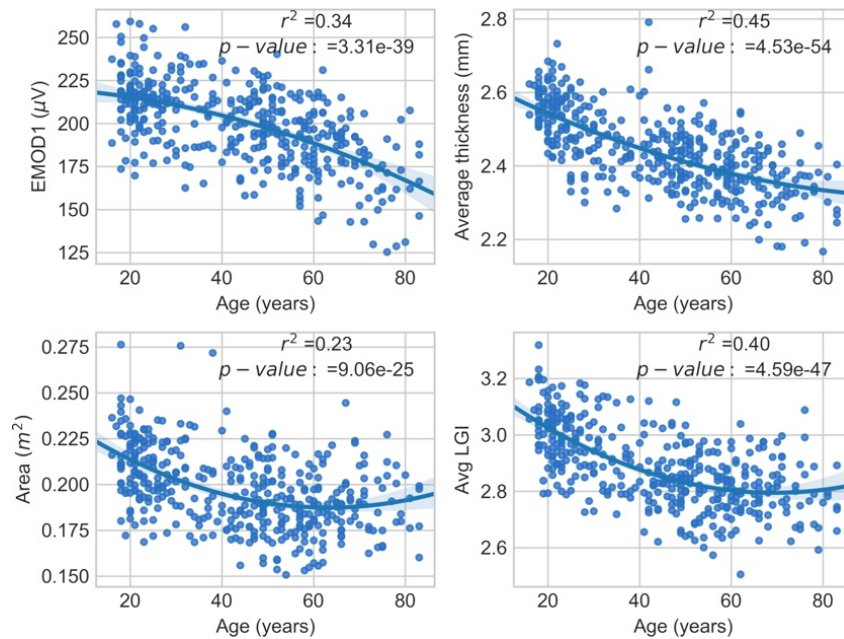 r² =0.34
p − value : =3.31e-39
EMOD1 (μV)
250
225
200
175
150
125
20 40 60 80
Age (years)
r² =0.45
p − value : =4.53e-54
Average thickness (mm)
2.8
2.6
2.4
2.2
20 40 60 80
Age (years)
r² =0.23
p − value : =9.06e-25
Area (m²)
0.275
0.250
0.225
0.200
0.175
0.150
20 40 60 80
Age (years)
r² =0.40
p − value : =4.59e-47
Avg LGI
3.2
3.0
2.8
2.6
20 40 60 80
Age (years)